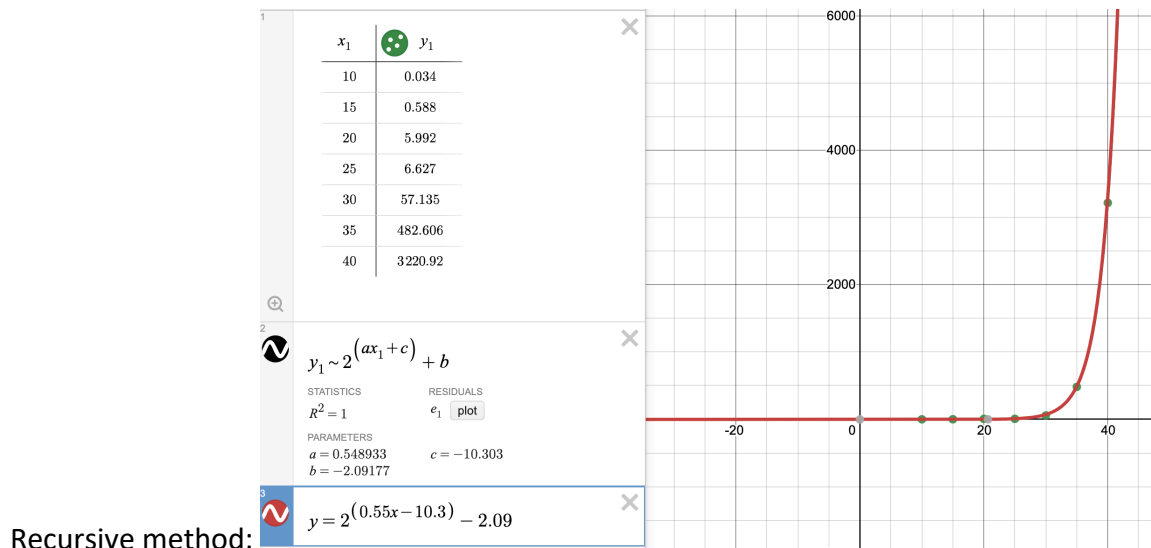 1
x₁ y₁
10 0.034
15 0.588
20 5.992
25 6.627
30 57.135
35 482.606
40 3220.92
2
y₁ ~ 2^(ax₁+c) + b
STATISTICS RESIDUALS
R² = 1 e₁ plot
PARAMETERS
a = 0.548933 c = −10.303
b = −2.09177
3
y = 2^(0.55x−10.3) − 2.09
6000
4000
2000
-20 0 20 40
Recursive method: